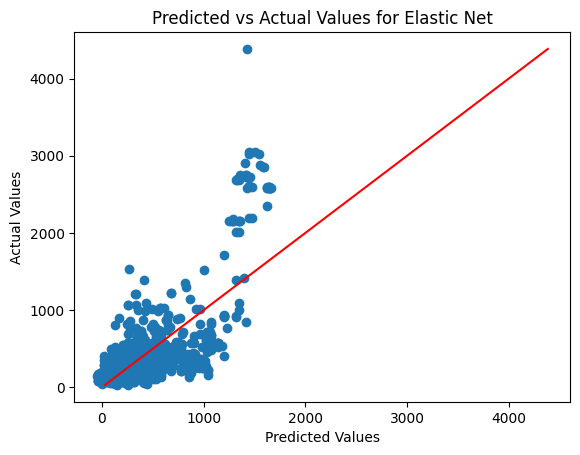 Predicted vs Actual Values for Elastic Net
4000
3000
2000
1000
0
Actual Values
0 1000 2000 3000 4000
Predicted Values